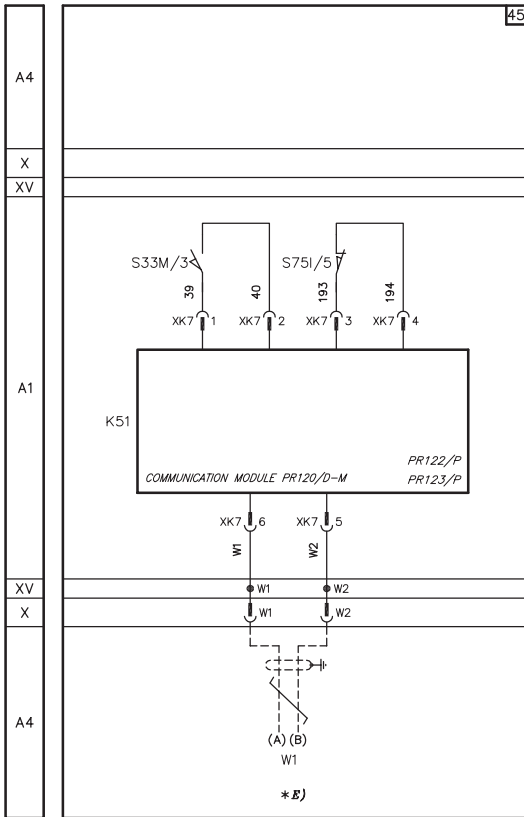 45
A4
X
XV
A1
XV
X
A4
S33M/3
S75I/5
39
40
193
194
XK7 1
XK7 2
XK7 3
XK7 4
K51
PR122/P
COMMUNICATION MODULE PR120/D-M
PR123/P
XK7 6
XK7 5
W1
W2
W1
W2
W1
W2
(A) (B)
W1
*E)